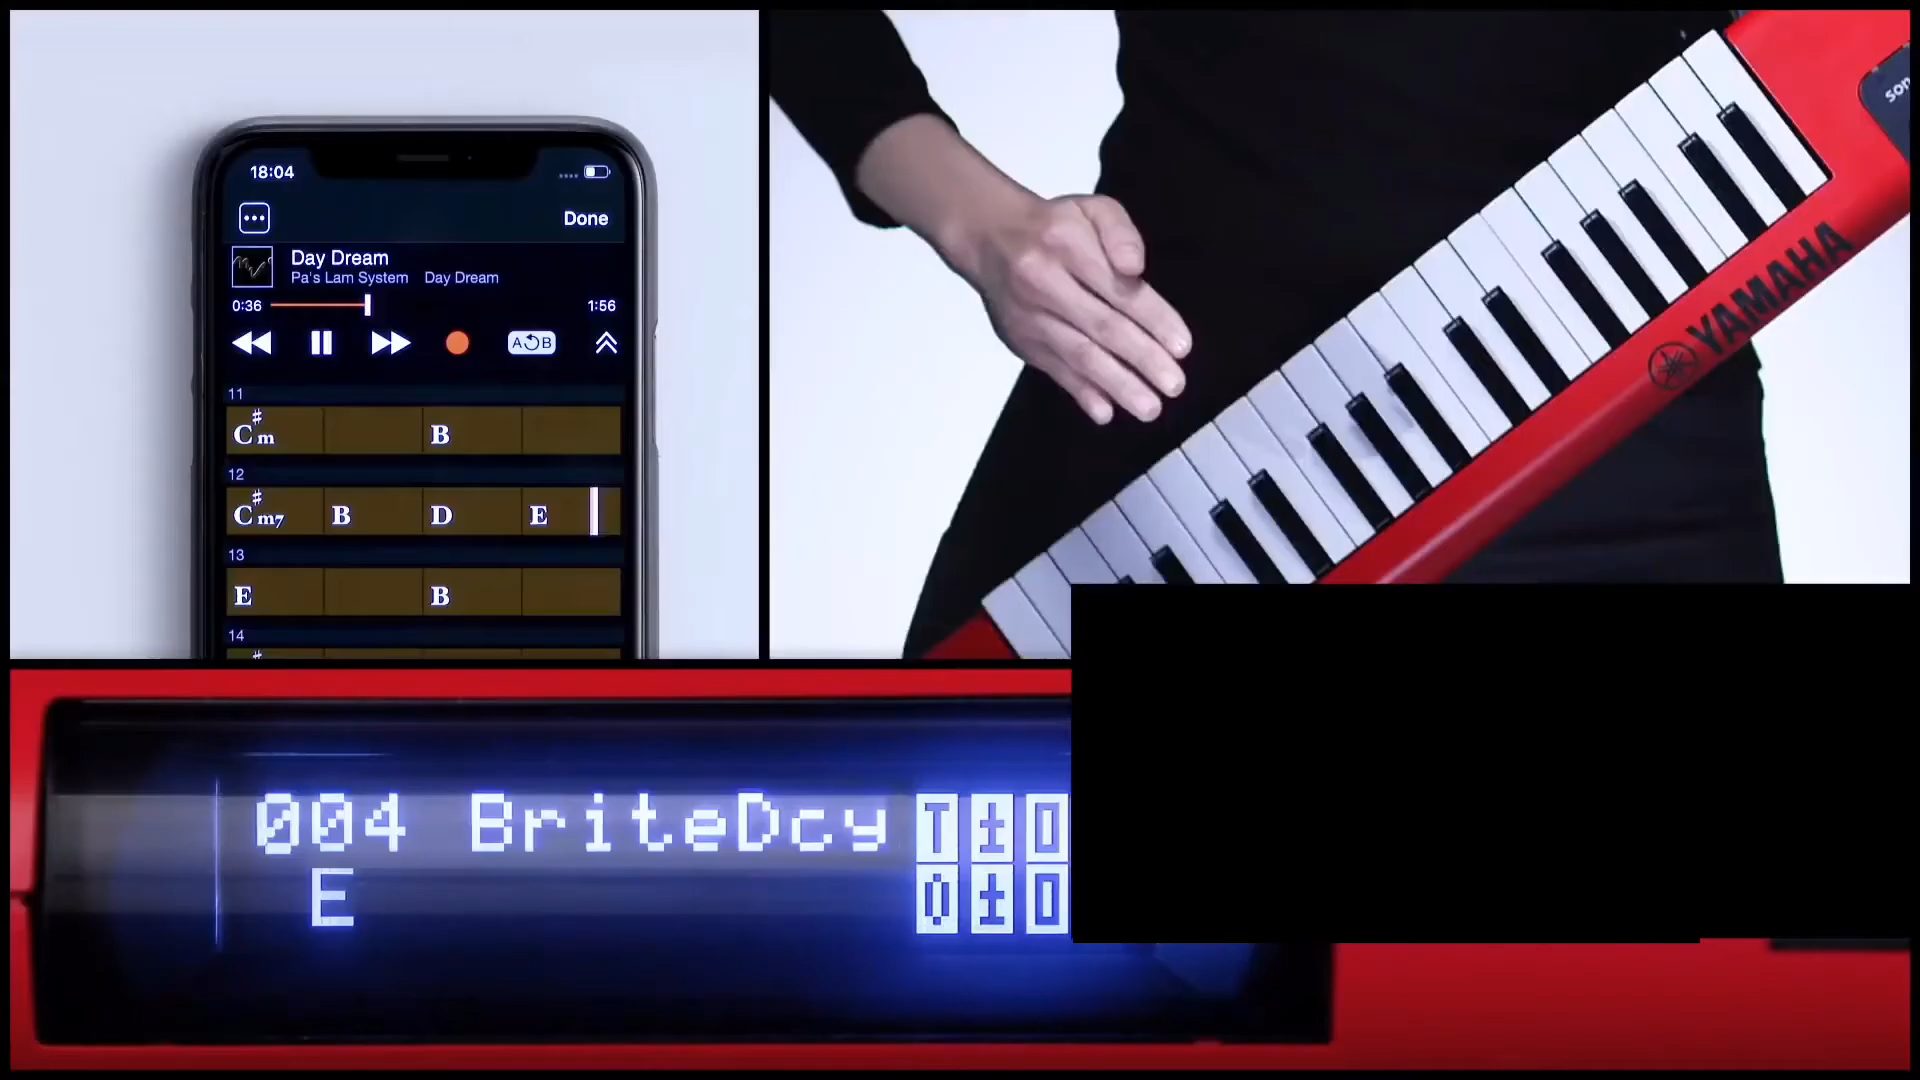 18:04
Done
Day Dream
Pa's Lam System Day Dream
0:36
1:56
A B
11
C♯m B
12
C♯m7 B D E
13
E B
14
♯
YAMAHA
004 BriteDcy T±0
E O±0